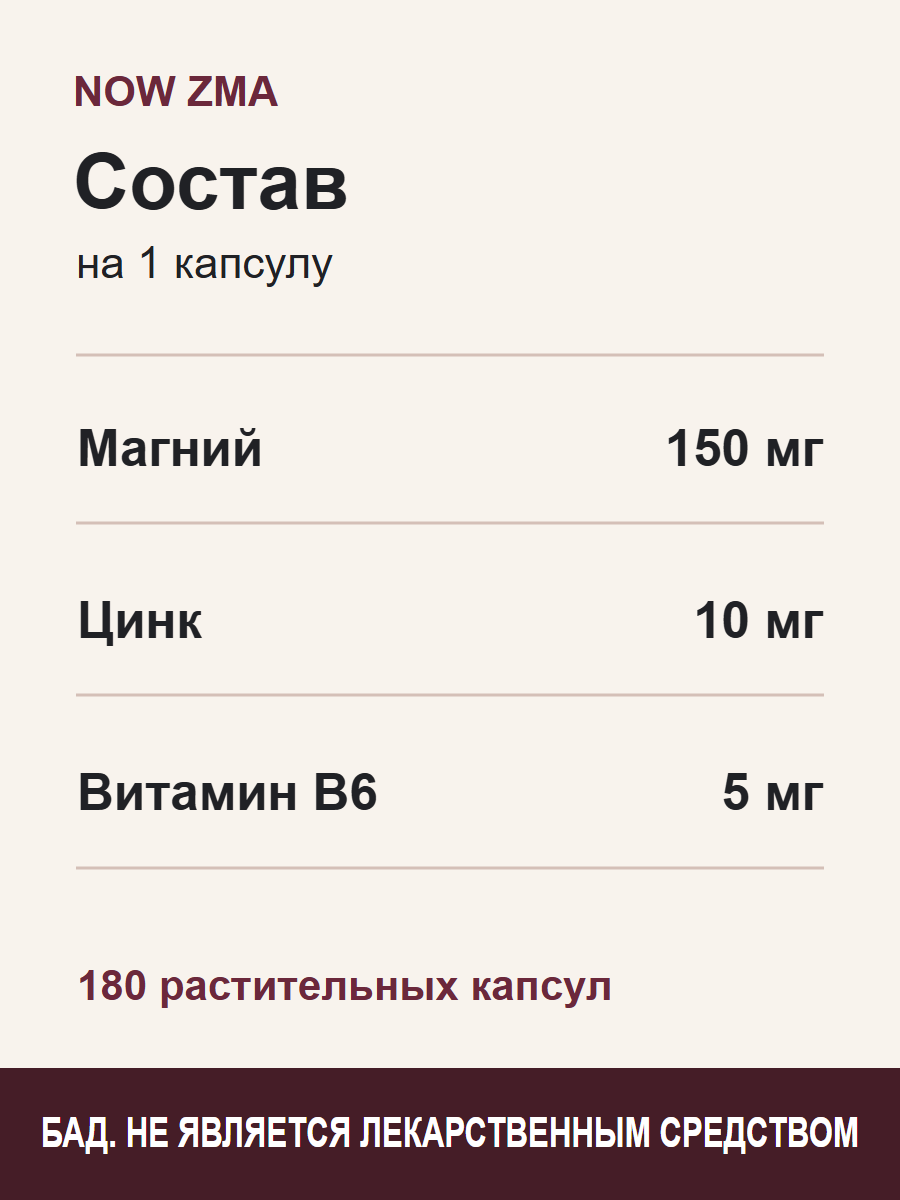 NOW ZMA
Состав
на 1 капсулу
Магний 150 мг
Цинк 10 мг
Витамин B6 5 мг
180 растительных капсул
БАД. НЕ ЯВЛЯЕТСЯ ЛЕКАРСТВЕННЫМ СРЕДСТВОМ